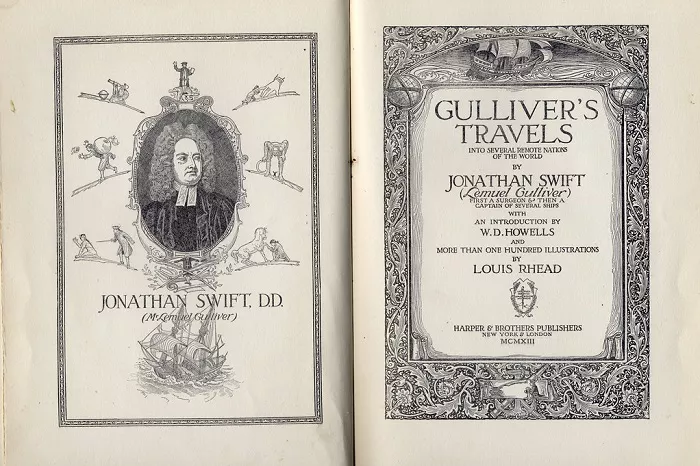 JONATHAN SWIFT, D.D.
(Mr. Lemuel Gulliver)
GULLIVER'S
TRAVELS
INTO SEVERAL REMOTE NATIONS
OF THE WORLD
BY
JONATHAN SWIFT
(Lemuel Gulliver)
FIRST A SURGEON & THEN A
CAPTAIN OF SEVERAL SHIPS
WITH
AN INTRODUCTION BY
W. D. HOWELLS
AND
MORE THAN ONE HUNDRED ILLUSTRATIONS
BY
LOUIS RHEAD
HARPER & BROTHERS PUBLISHERS
NEW YORK & LONDON
MCMXIII